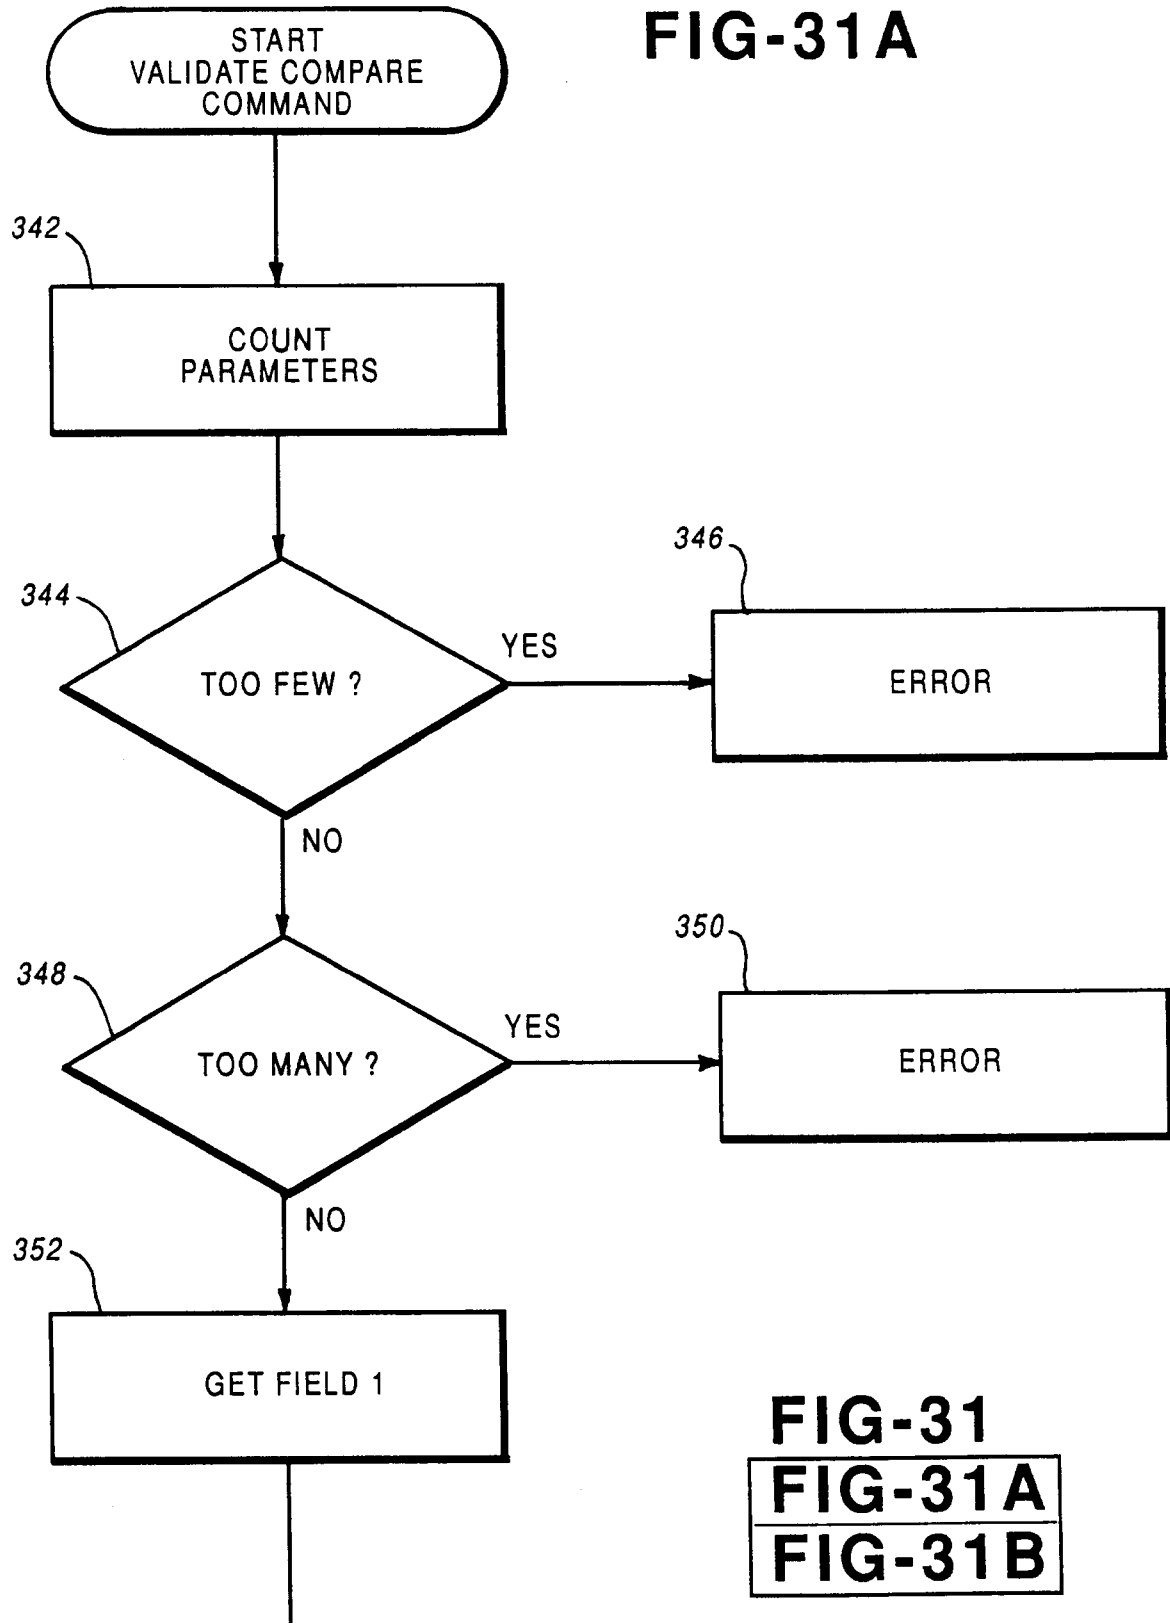 FIG-31A
START
VALIDATE COMPARE
COMMAND
342
COUNT
PARAMETERS
344
TOO FEW ?
YES
346
ERROR
NO
348
TOO MANY ?
YES
350
ERROR
NO
352
GET FIELD 1
FIG-31
FIG-31A
FIG-31B